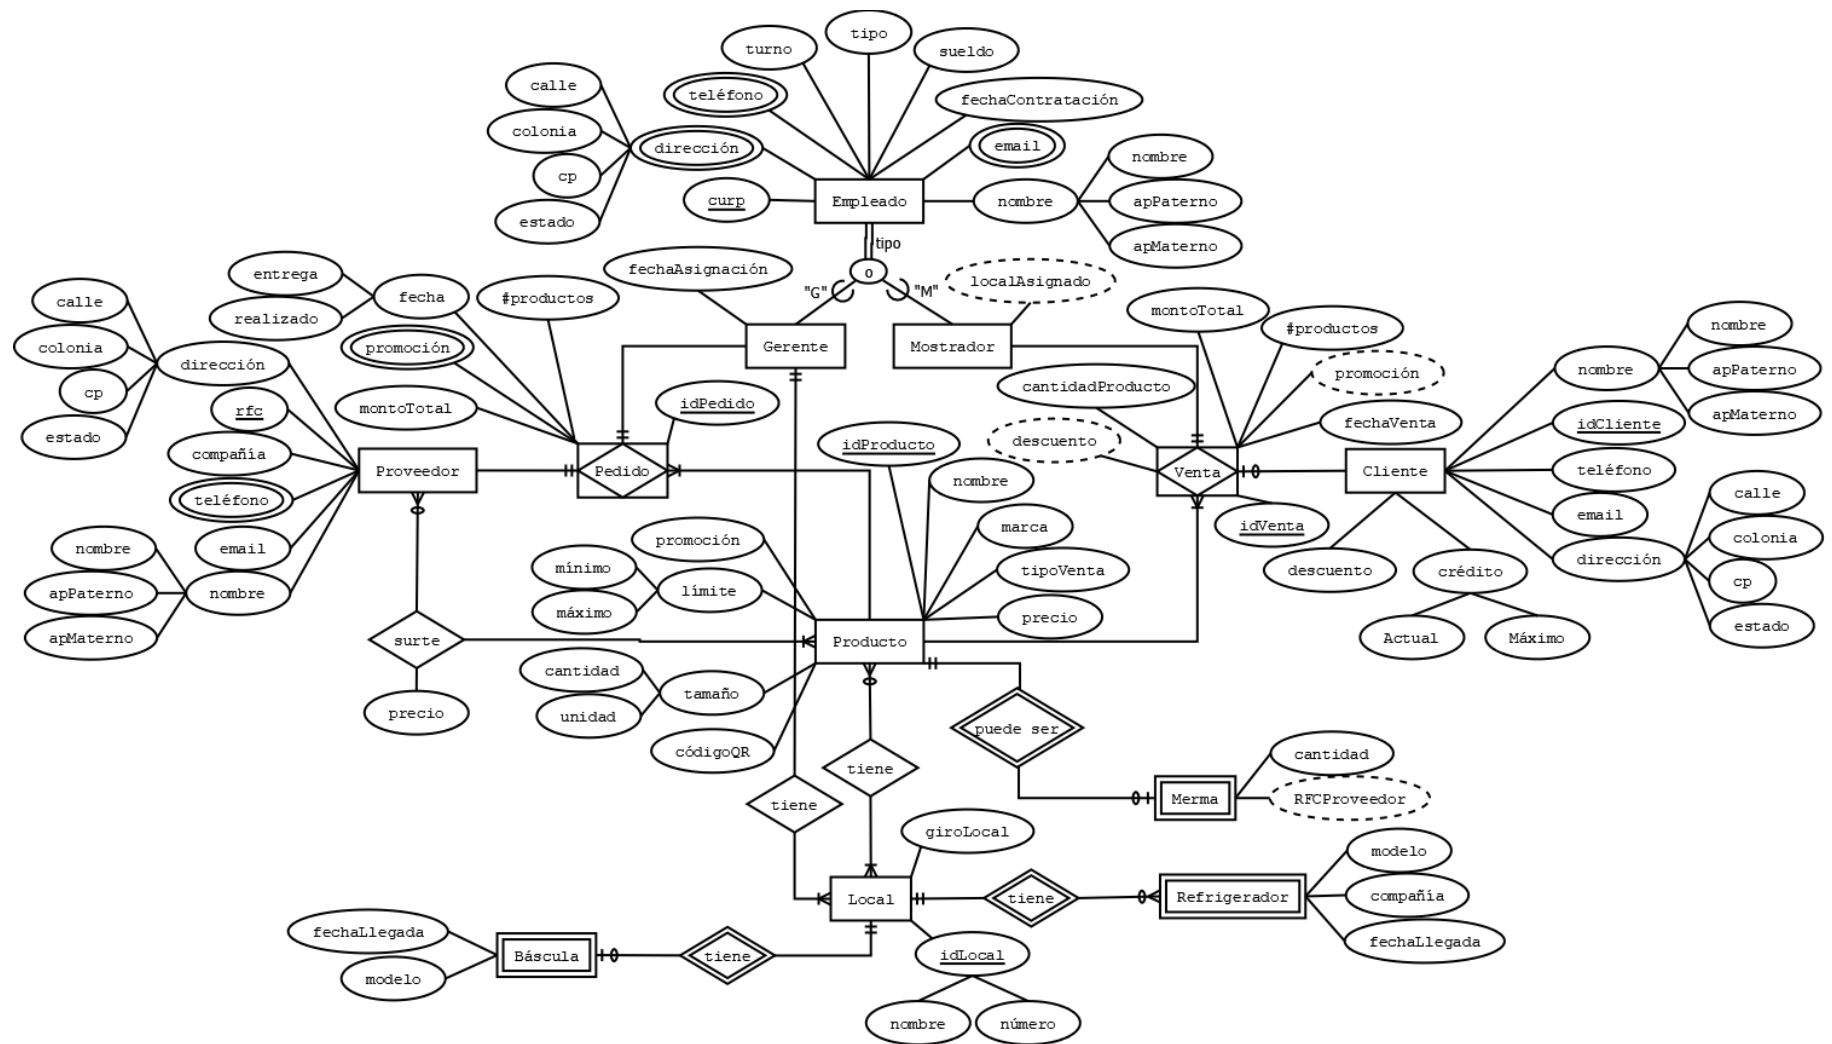 tipo
turno
sueldo
calle
teléfono
fechaContratación
colonia
dirección
email
nombre
cp
curp
Empleado
nombre
apPaterno
estado
apMaterno
tipo
entrega
fechaAsignación
o
localAsignado
calle
fecha
#productos
"G"
"M"
montoTotal
realizado
#productos
nombre
colonia
promoción
Gerente
Mostrador
dirección
promoción
nombre
apPaterno
cp
cantidadProducto
rfc
montoTotal
idPedido
apMaterno
estado
fechaVenta
idCliente
compañía
idProducto
descuento
Proveedor
Pedido
Venta
Cliente
teléfono
teléfono
nombre
calle
email
marca
idVenta
nombre
email
promoción
colonia
dirección
mínimo
tipoVenta
descuento
crédito
cp
apPaterno
nombre
límite
máximo
precio
estado
apMaterno
surte
Producto
Actual
Máximo
cantidad
tamaño
precio
unidad
puede ser
códigoQR
cantidad
tiene
tiene
Merma
RFCProveedor
giroLocal
modelo
Local
tiene
Refrigerador
compañía
fechaLlegada
fechaLlegada
Báscula
tiene
idLocal
modelo
nombre
número